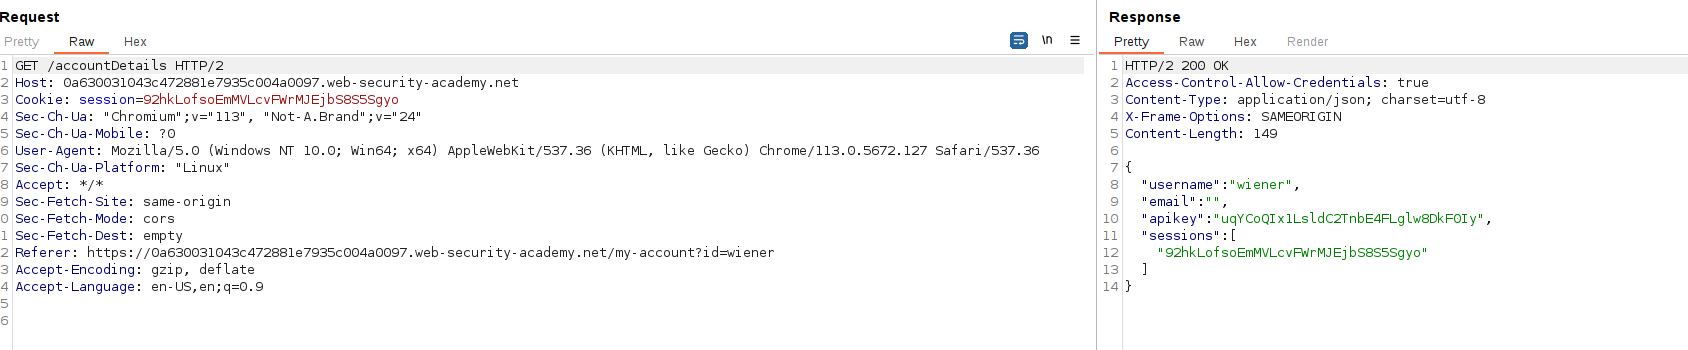 Request
Pretty Raw Hex \n
1 GET /accountDetails HTTP/2
2 Host: 0a630031043c472881e7935c004a0097.web-security-academy.net
3 Cookie: session=92hkLofsoEmMVLcvFWrMJEjbS8S5Sgyo
4 Sec-Ch-Ua: "Chromium";v="113", "Not-A.Brand";v="24"
5 Sec-Ch-Ua-Mobile: ?0
6 User-Agent: Mozilla/5.0 (Windows NT 10.0; Win64; x64) AppleWebKit/537.36 (KHTML, like Gecko) Chrome/113.0.5672.127 Safari/537.36
7 Sec-Ch-Ua-Platform: "Linux"
8 Accept: */*
9 Sec-Fetch-Site: same-origin
0 Sec-Fetch-Mode: cors
1 Sec-Fetch-Dest: empty
2 Referer: https://0a630031043c472881e7935c004a0097.web-security-academy.net/my-account?id=wiener
3 Accept-Encoding: gzip, deflate
4 Accept-Language: en-US,en;q=0.9
5
6
Response
Pretty Raw Hex Render
1 HTTP/2 200 OK
2 Access-Control-Allow-Credentials: true
3 Content-Type: application/json; charset=utf-8
4 X-Frame-Options: SAMEORIGIN
5 Content-Length: 149
6
7 {
8 "username":"wiener",
9 "email":"",
10 "apikey":"uqYCoQIx1LsldC2TnbE4FLglw8DkF0Iy",
11 "sessions":[
12 "92hkLofsoEmMVLcvFWrMJEjbS8S5Sgyo"
13 ]
14 }